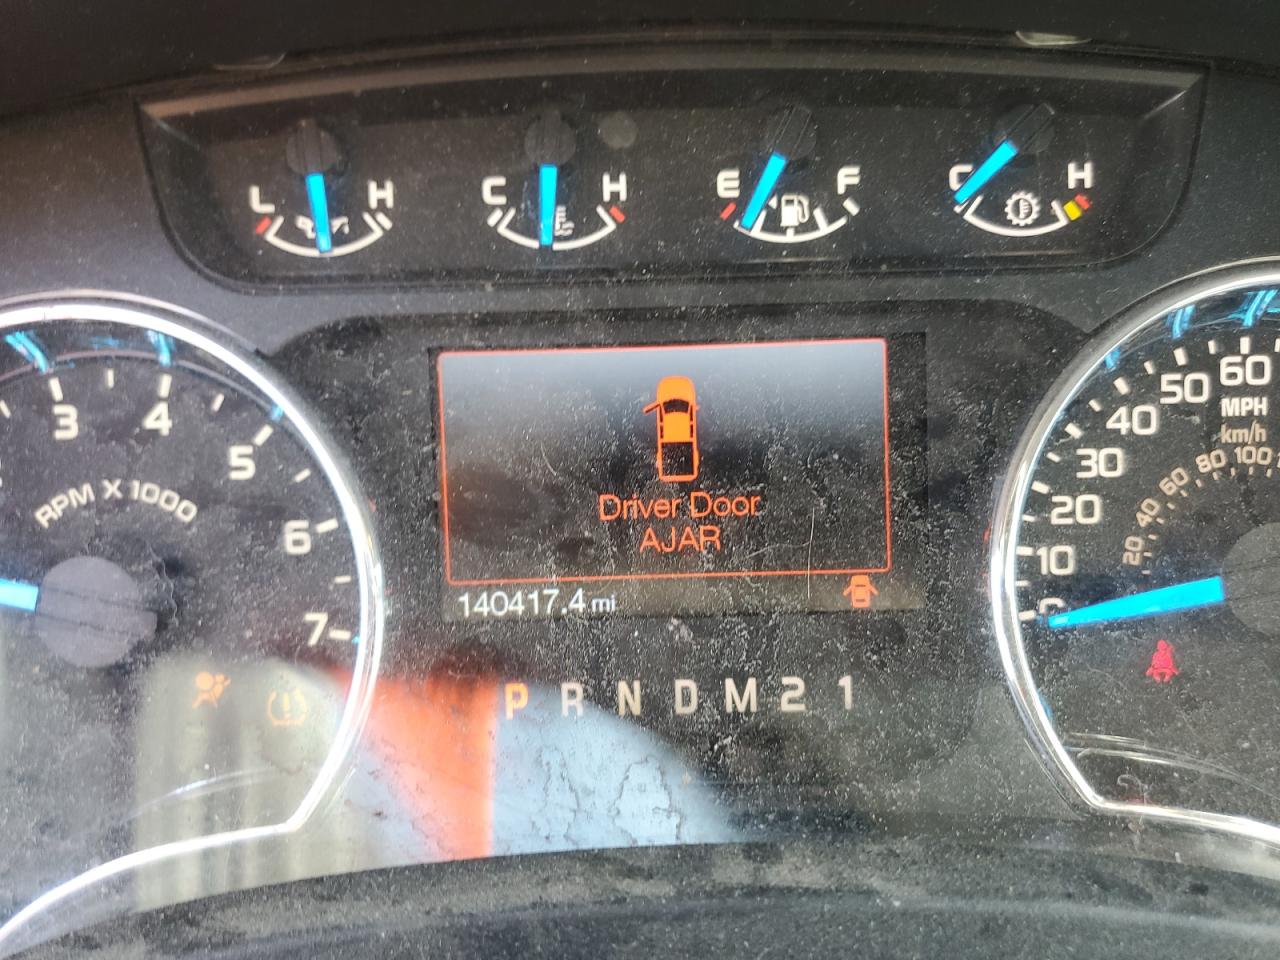 L H C H E F C H
3 4 5 6 7
RPM X 1000
Driver Door
AJAR
140417.4 mi
P R N D M 2 1
0 10 20 30 40 50 60
MPH
km/h
20 40 60 80 100